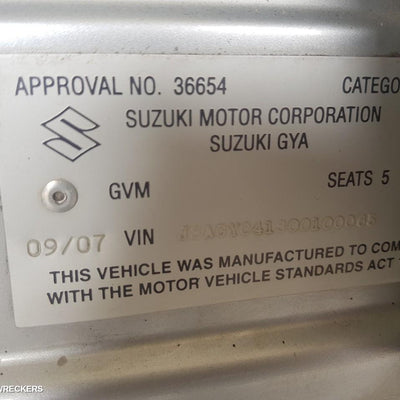 APPROVAL NO. 36654 CATEGO
SUZUKI MOTOR CORPORATION
SUZUKI GYA
GVM SEATS 5
09/07 VIN
THIS VEHICLE WAS MANUFACTURED TO COM
WITH THE MOTOR VEHICLE STANDARDS ACT
WRECKERS